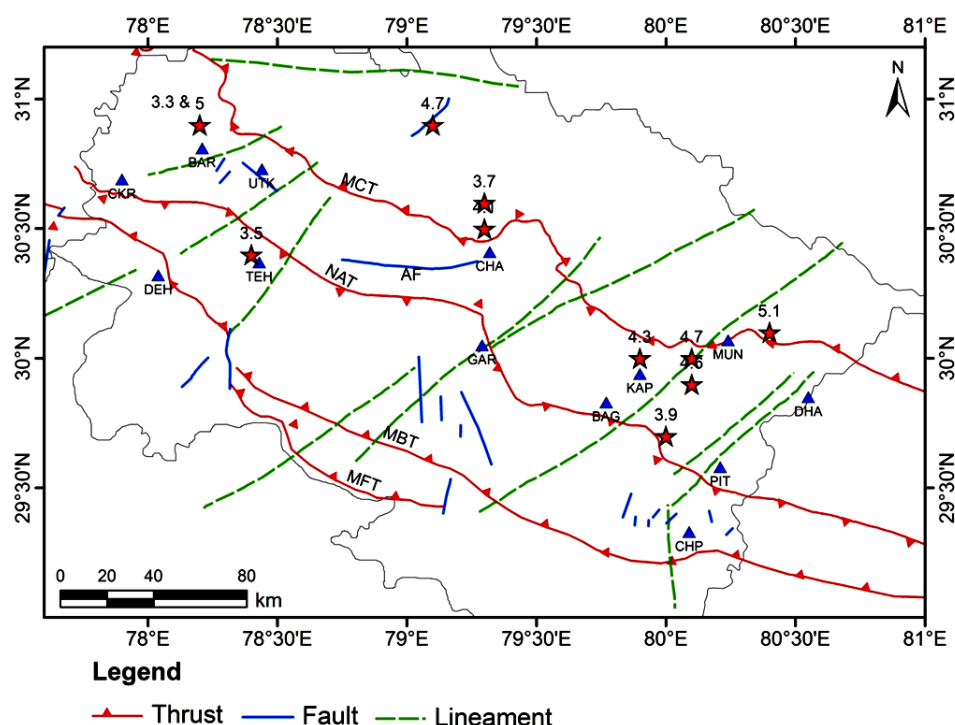 78°E 78°30'E 79°E 79°30'E 80°E 80°30'E 81°E
N
31°N 31°N
3.3 & 5
4.7
BAR
UTK
CKR
MCT
3.7
30°30'N 30°30'N
3.5
TEH
NAT
AF
CHA
DEH
5.1
4.3
4.7
30°N 30°N
GAR
MUN
KAP
BAG
DHA
3.9
MBT
MFT
PIT
29°30'N 29°30'N
CHP
0 20 40 80
km
78°E 78°30'E 79°E 79°30'E 80°E 80°30'E 81°E
Legend
Thrust Fault Lineament